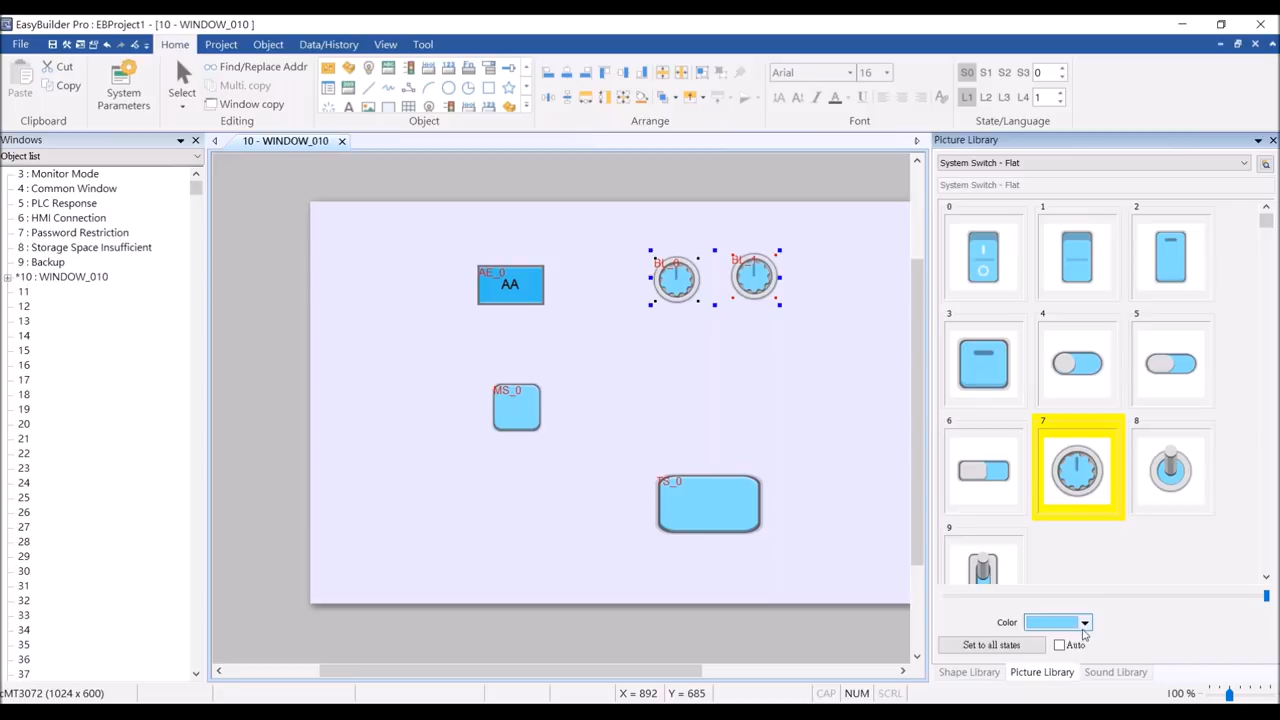 EasyBuilder Pro : EBProject1 - [10 - WINDOW_010 ]
File Home Project Object Data/History View Tool
Paste
Cut
Copy
Clipboard
System
Parameters
Select
Find/Replace Addr
Multi. copy
Window copy
Editing
Object
Arrange
Arial 16
Font
S0 S1 S2 S3 0
L1 L2 L3 L4 1
State/Language
Windows
Object list
3 : Monitor Mode
4 : Common Window
5 : PLC Response
6 : HMI Connection
7 : Password Restriction
8 : Storage Space Insufficient
9 : Backup
*10 : WINDOW_010
11
12
13
14
15
16
17
18
19
20
21
22
23
24
25
26
27
28
29
30
31
32
33
34
35
36
37
10 - WINDOW_010
AE_0
AA
MS_0
TS_0
Picture Library
System Switch - Flat
System Switch - Flat
0 1 2
3 4 5
6 7 8
9
Color
Set to all states Auto
Shape Library Picture Library Sound Library
cMT3072 (1024 x 600) X = 892 Y = 685 CAP NUM SCRL 100 %